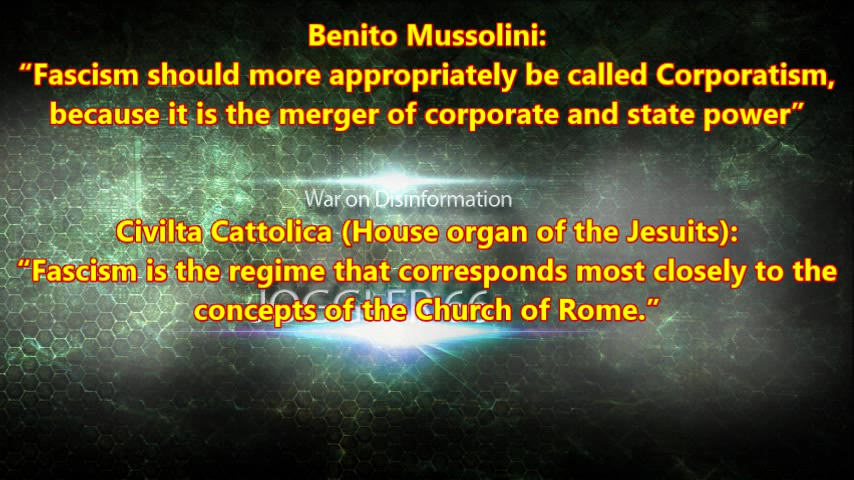 Benito Mussolini:
“Fascism should more appropriately be called Corporatism,
because it is the merger of corporate and state power”
War on Disinformation
Civilta Cattolica (House organ of the Jesuits):
“Fascism is the regime that corresponds most closely to the
JOGGLER66
concepts of the Church of Rome.”